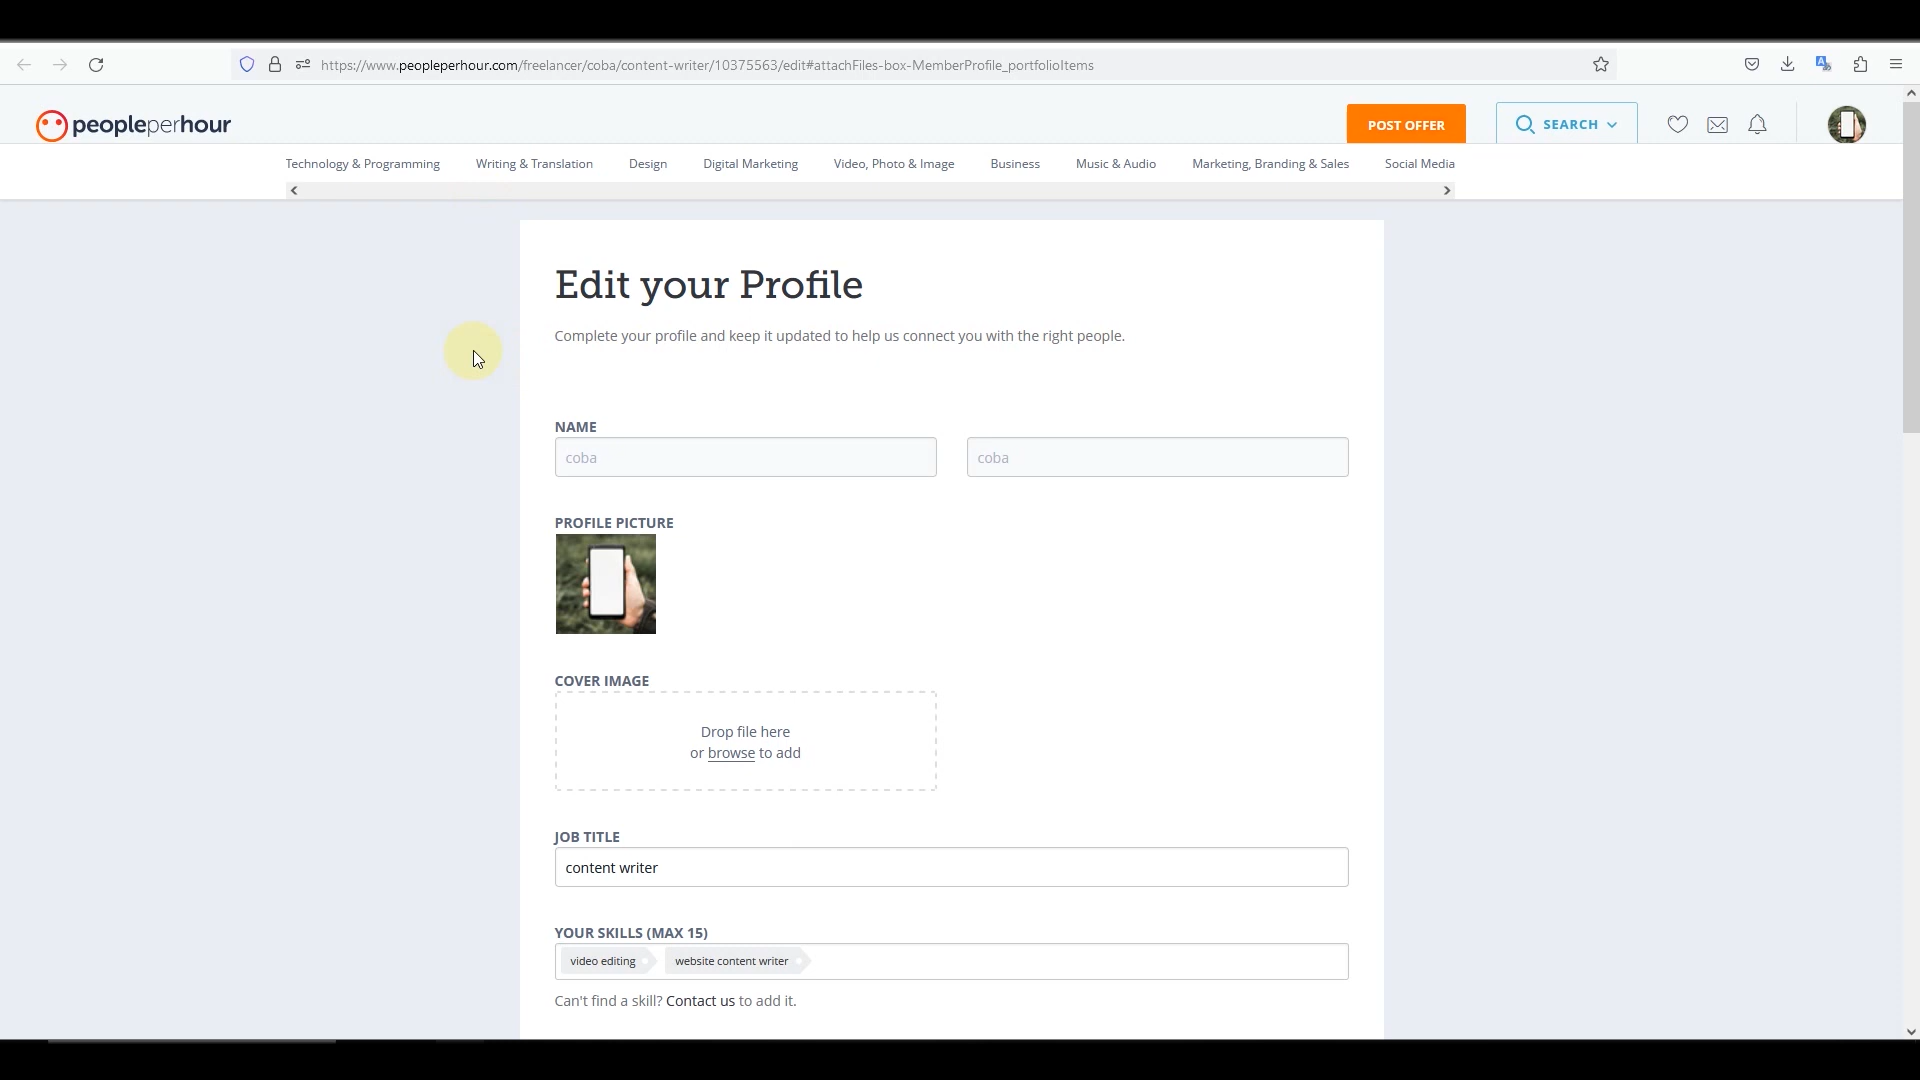 https://www.peopleperhour.com/freelancer/coba/content-writer/10375563/edit#attachFiles-box-MemberProfile_portfolioItems
peopleperhour
POST OFFER
SEARCH
Technology & Programming Writing & Translation Design Digital Marketing Video, Photo & Image Business Music & Audio Marketing, Branding & Sales Social Media
Edit your Profile
Complete your profile and keep it updated to help us connect you with the right people.
NAME
coba coba
PROFILE PICTURE
COVER IMAGE
Drop file here
or browse to add
JOB TITLE
content writer
YOUR SKILLS (MAX 15)
video editing website content writer
Can't find a skill? Contact us to add it.